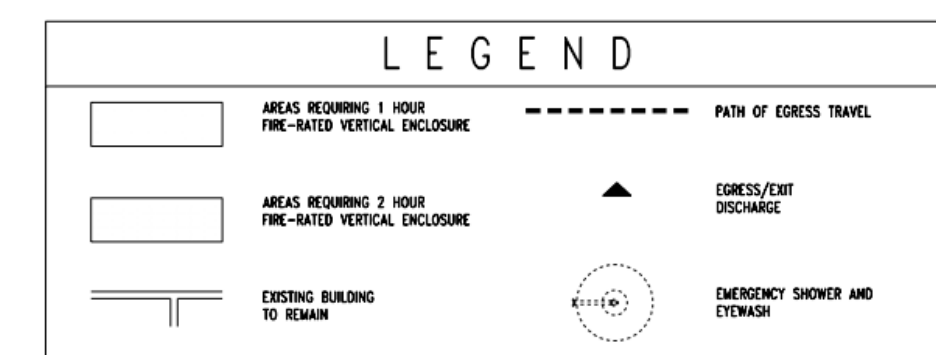 LEGEND
AREAS REQUIRING 1 HOUR
FIRE-RATED VERTICAL ENCLOSURE
PATH OF EGRESS TRAVEL
AREAS REQUIRING 2 HOUR
FIRE-RATED VERTICAL ENCLOSURE
EGRESS/EXIT
DISCHARGE
EXISTING BUILDING
TO REMAIN
EMERGENCY SHOWER AND
EYEWASH